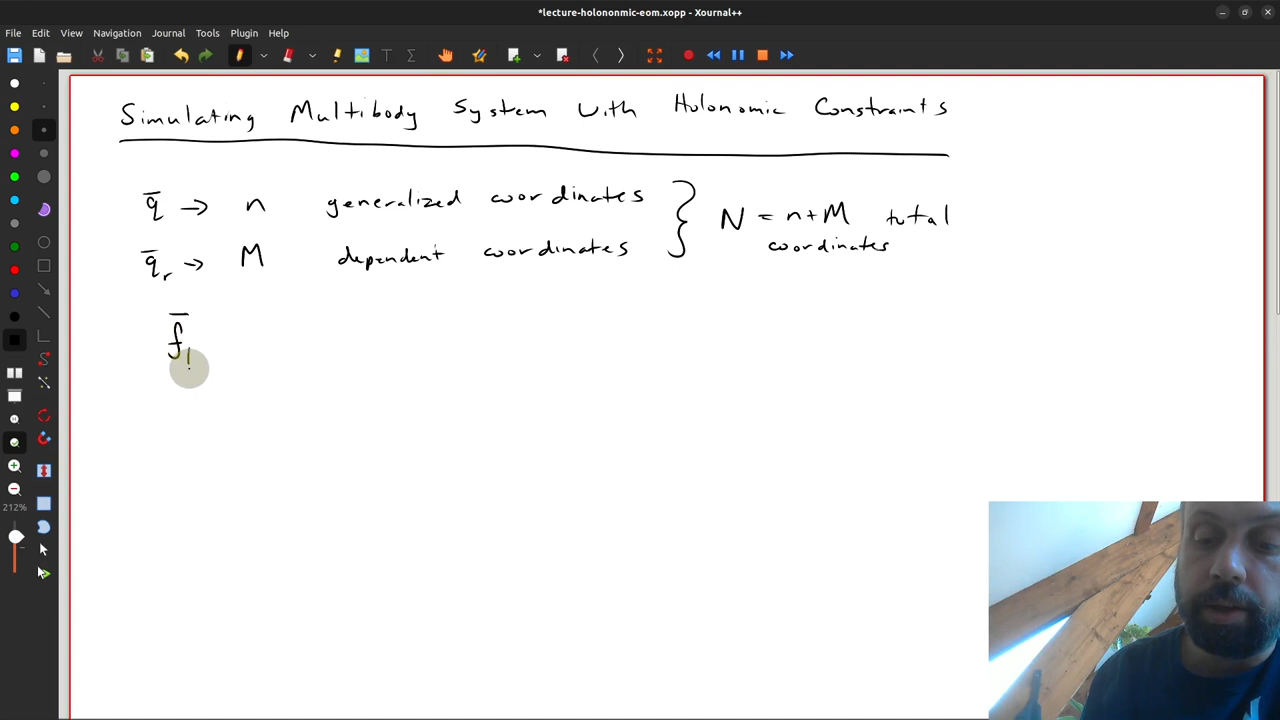 *lecture-holononmic-eom.xopp - Xournal++
File Edit View Navigation Journal Tools Plugin Help
Simulating Multibody System with Holonomic Constraints
q̄ → n generalized coordinates
q̄ᵣ → M dependent coordinates
} N = n+M total
coordinates
f̄
212%